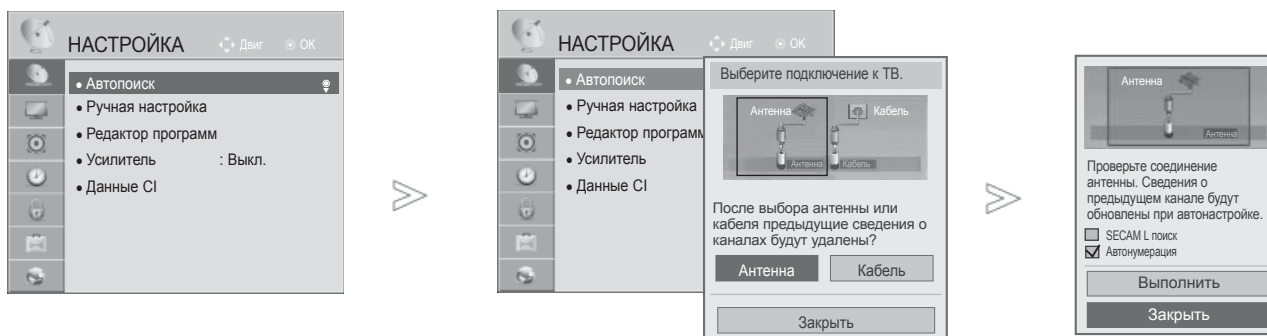 НАСТРОЙКА
Двиг
ОК
• Автопоиск
• Ручная настройка
• Редактор программ
• Усилитель : Выкл.
• Данные CI
НАСТРОЙКА
Двиг
ОК
• Автопоиск
• Ручная настройка
• Редактор программ
• Усилитель
• Данные CI
Выберите подключение к ТВ.
Антенна
Кабель
Антенна
Кабель
После выбора антенны или
кабеля предыдущие сведения о
каналах будут удалены?
Антенна
Кабель
Закрыть
Антенна
Антенна
Проверьте соединение
антенны. Сведения о
предыдущем канале будут
обновлены при автонастройке.
SECAM L поиск
Автонумерация
Выполнить
Закрыть